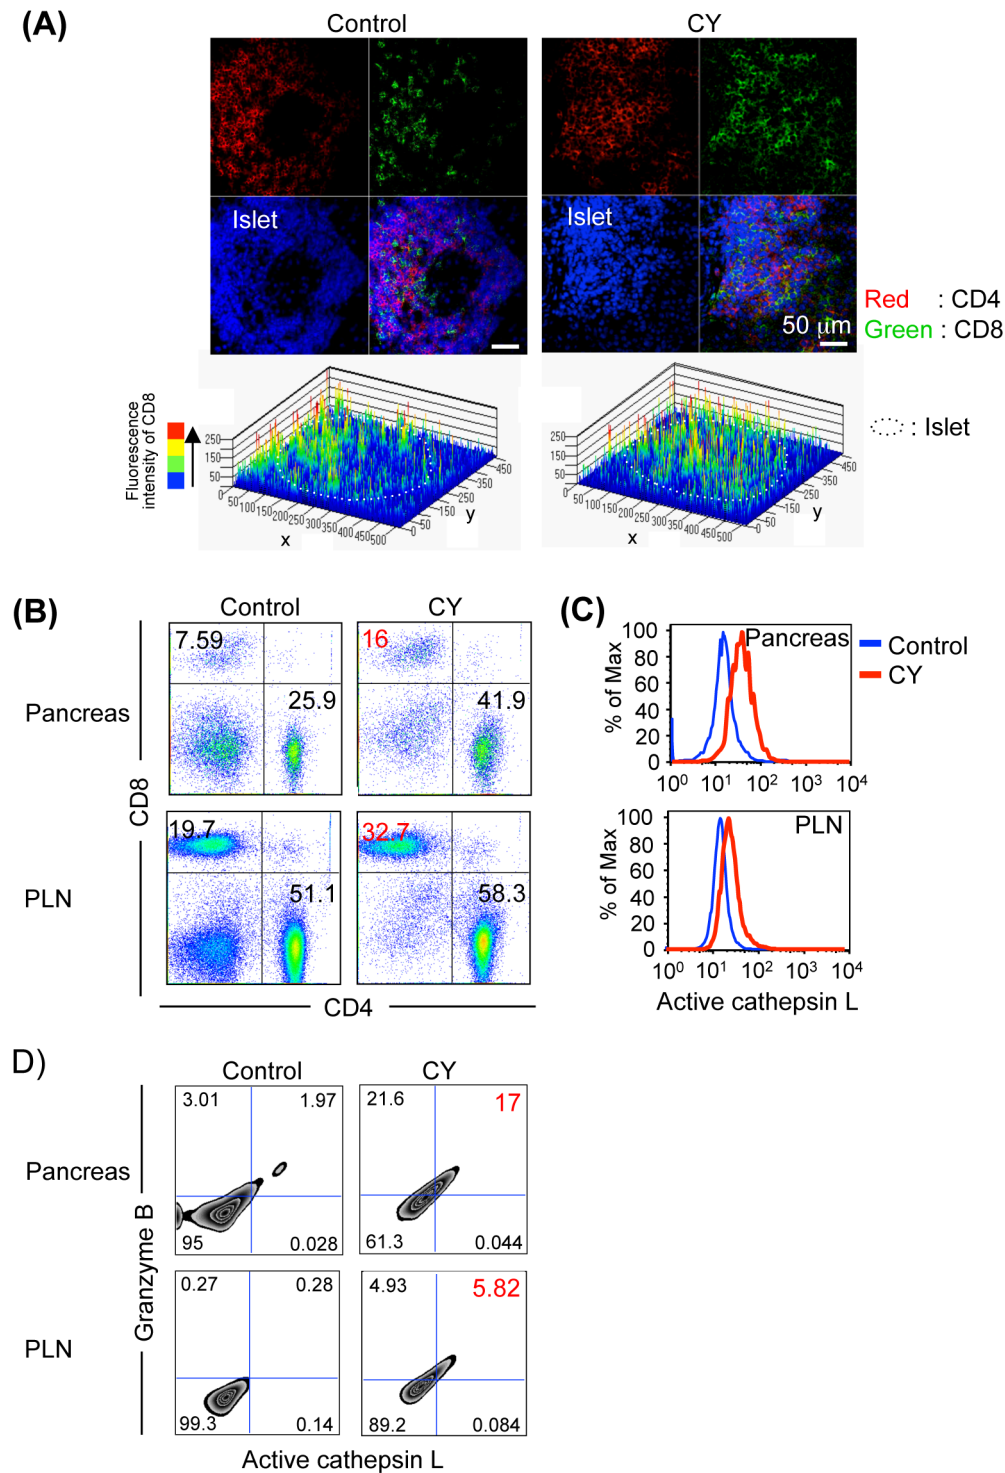 (A)
Control
CY
Islet
Islet
50 µm
Red : CD4
Green : CD8
Fluorescence
intensity of CD8
250
150
50
0
50
100
150
200
250
300
350
400
450
500
x
0
50
150
250
350
450
y
250
150
50
0
50
100
150
200
250
300
350
400
450
500
x
0
50
150
250
350
450
y
: Islet
(B)
Control
CY
Pancreas
CD8
PLN
7.59
25.9
16
41.9
19.7
51.1
32.7
58.3
CD4
(C)
% of Max
100
80
60
40
20
0
Pancreas
10⁰ 10¹ 10² 10³ 10⁴
Control
CY
% of Max
100
80
60
40
20
0
PLN
10⁰ 10¹ 10² 10³ 10⁴
Active cathepsin L
D)
Control
CY
Pancreas
Granzyme B
PLN
3.01 1.97
95 0.028
21.6 17
61.3 0.044
0.27 0.28
99.3 0.14
4.93 5.82
89.2 0.084
Active cathepsin L